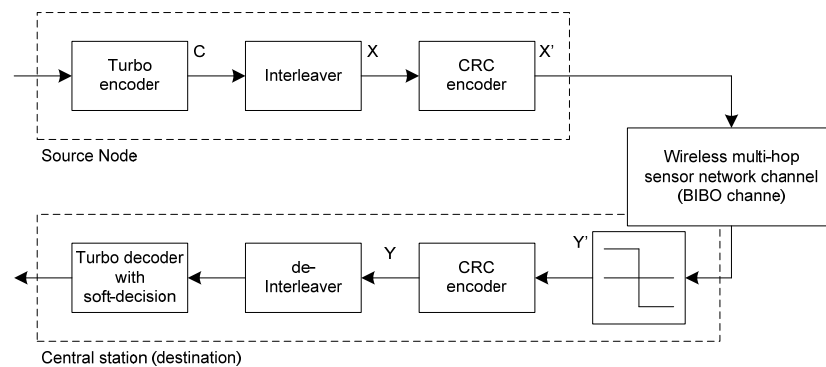 Turbo
encoder
C
Interleaver
X
CRC
encoder
X'
Source Node
Wireless multi-hop
sensor network channel
(BIBO channe)
Turbo decoder
with
soft-decision
de-
Interleaver
Y
CRC
encoder
Y'
Central station (destination)